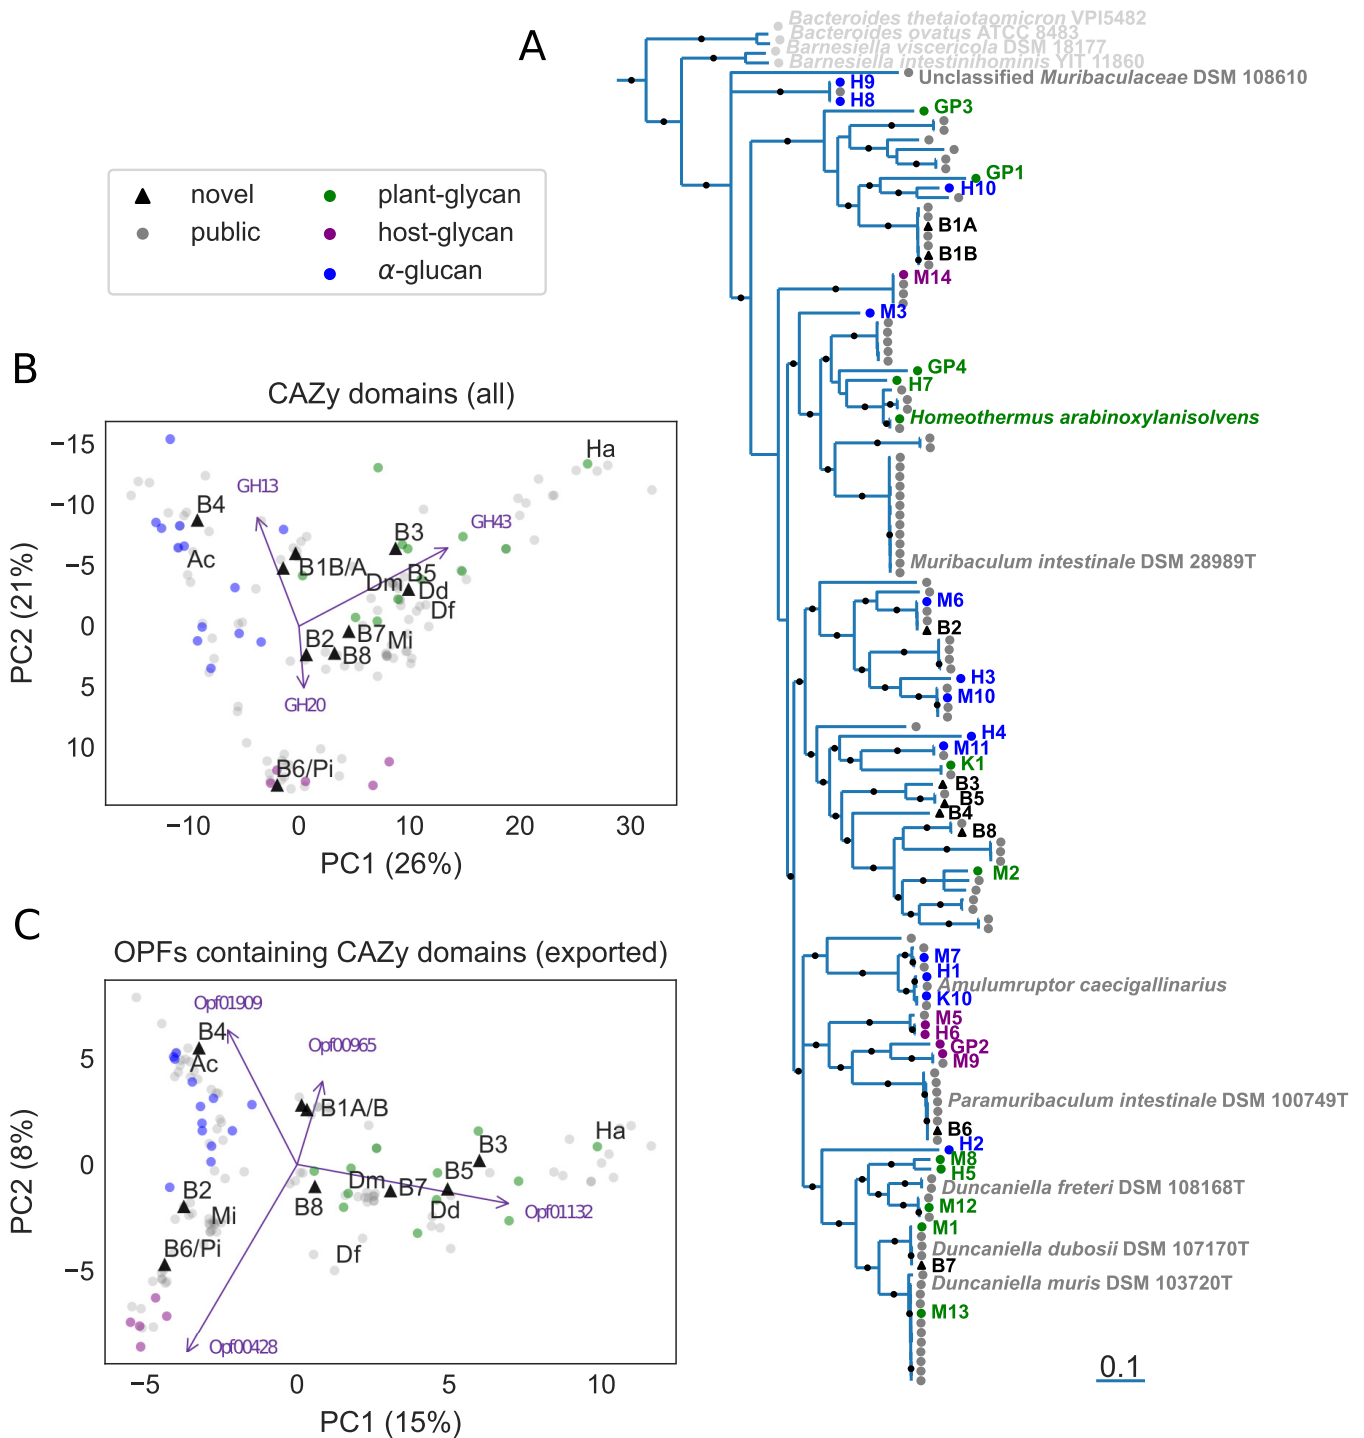 A
Bacteroides thetaiotaomicron VPI5482
Bacteroides ovatus ATCC 8483
Barnesiella viscericola DSM 18177
Barnesiella intestinihominis YIT 11860
Unclassified Muribaculaceae DSM 108610
H9
H8
GP3
GP1
H10
B1A
B1B
M14
M3
GP4
H7
Homeothermus arabinoxylanisolvens
Muribaculum intestinale DSM 28989T
M6
B2
H3
M10
H4
M11
K1
B3
B5
B4
B8
M2
M7
H1
Amulumruptor caecigallinarius
K10
M5
H6
GP2
M9
Paramuribaculum intestinale DSM 100749T
B6
H2
M8
H5
Duncaniella freteri DSM 108168T
M12
M1
Duncaniella dubosii DSM 107170T
B7
Duncaniella muris DSM 103720T
M13
0.1
novel
plant-glycan
public
host-glycan
α-glucan
B
CAZy domains (all)
−15
−10
−5
0
5
10
PC2 (21%)
Ha
GH13
B4
GH43
B3
Ac
B1B/A
B5
Dm
Dd
Df
B2
B7
Mi
B8
GH20
B6/Pi
−10
0
10
20
30
PC1 (26%)
C
OPFs containing CAZy domains (exported)
5
0
−5
PC2 (8%)
Opf01909
B4
Opf00965
Ac
B1A/B
Ha
B3
B5
Dm
B7
B2
B8
Dd
Mi
Opf01132
B6/Pi
Df
Opf00428
−5
0
5
10
PC1 (15%)